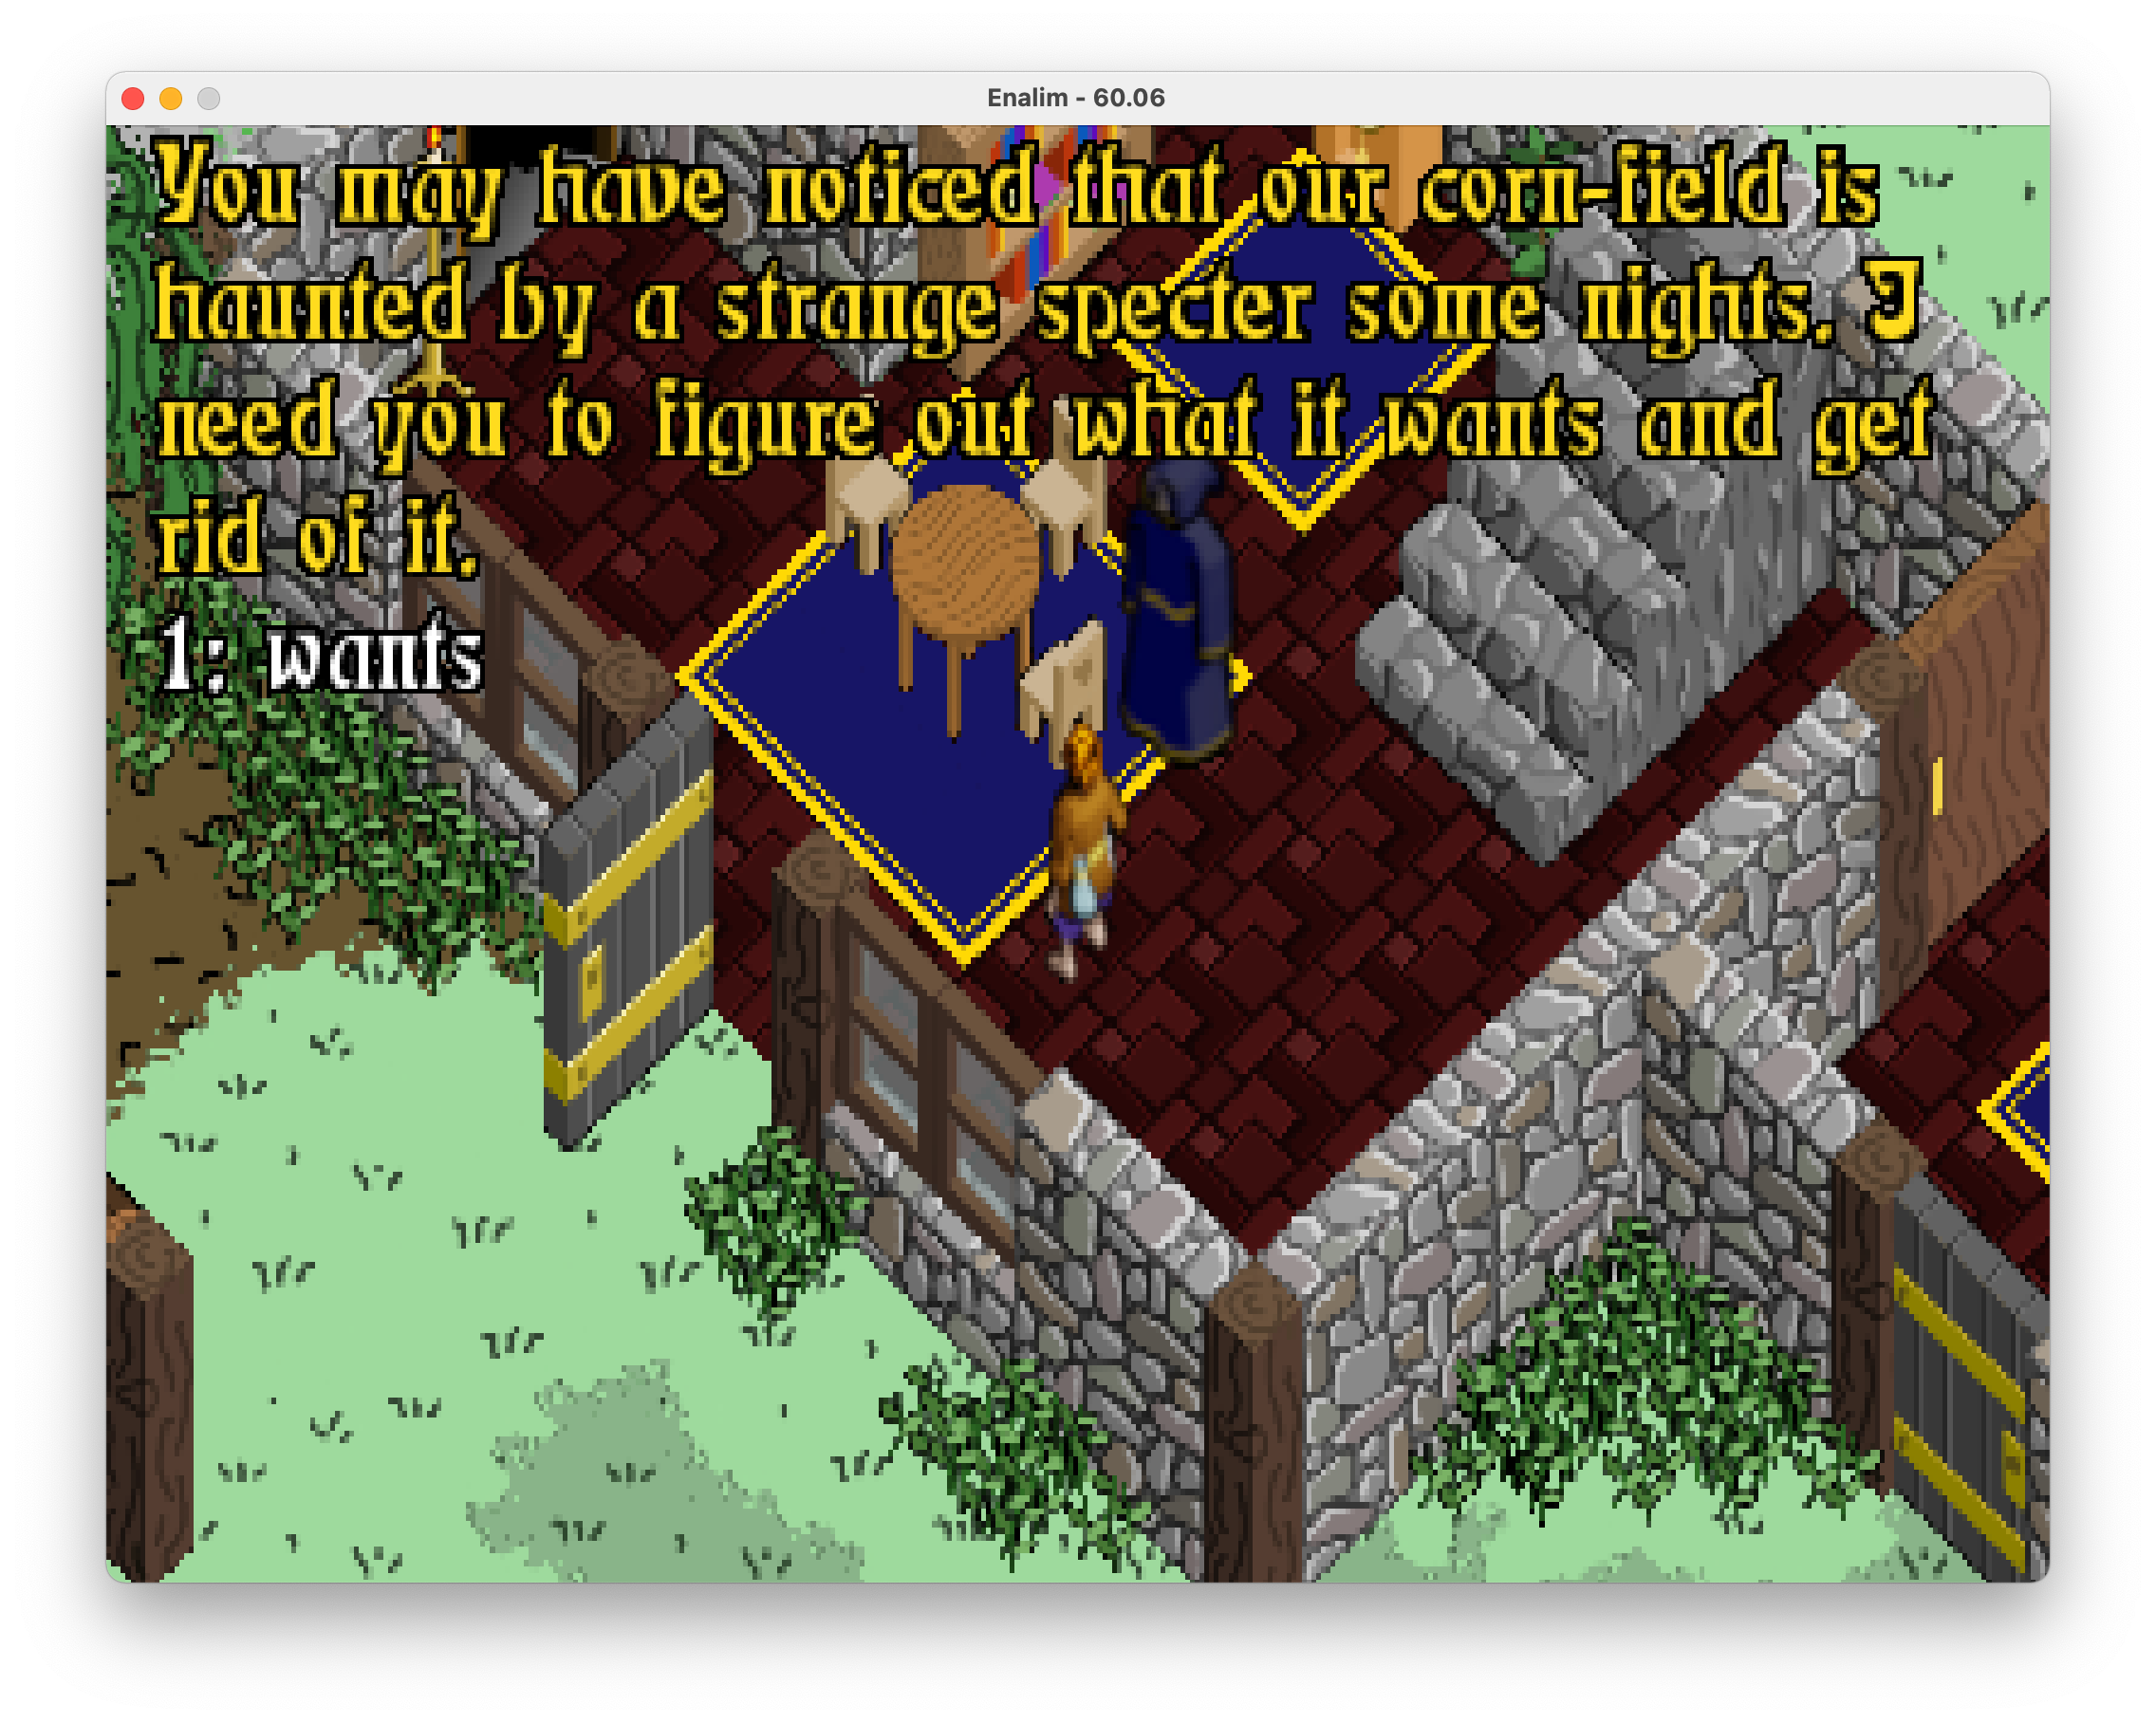 Enalim - 60.06
You may have noticed that our corn-field is
haunted by a strange specter some nights. I
need you to figure out what it wants and get
rid of it.
1: wants